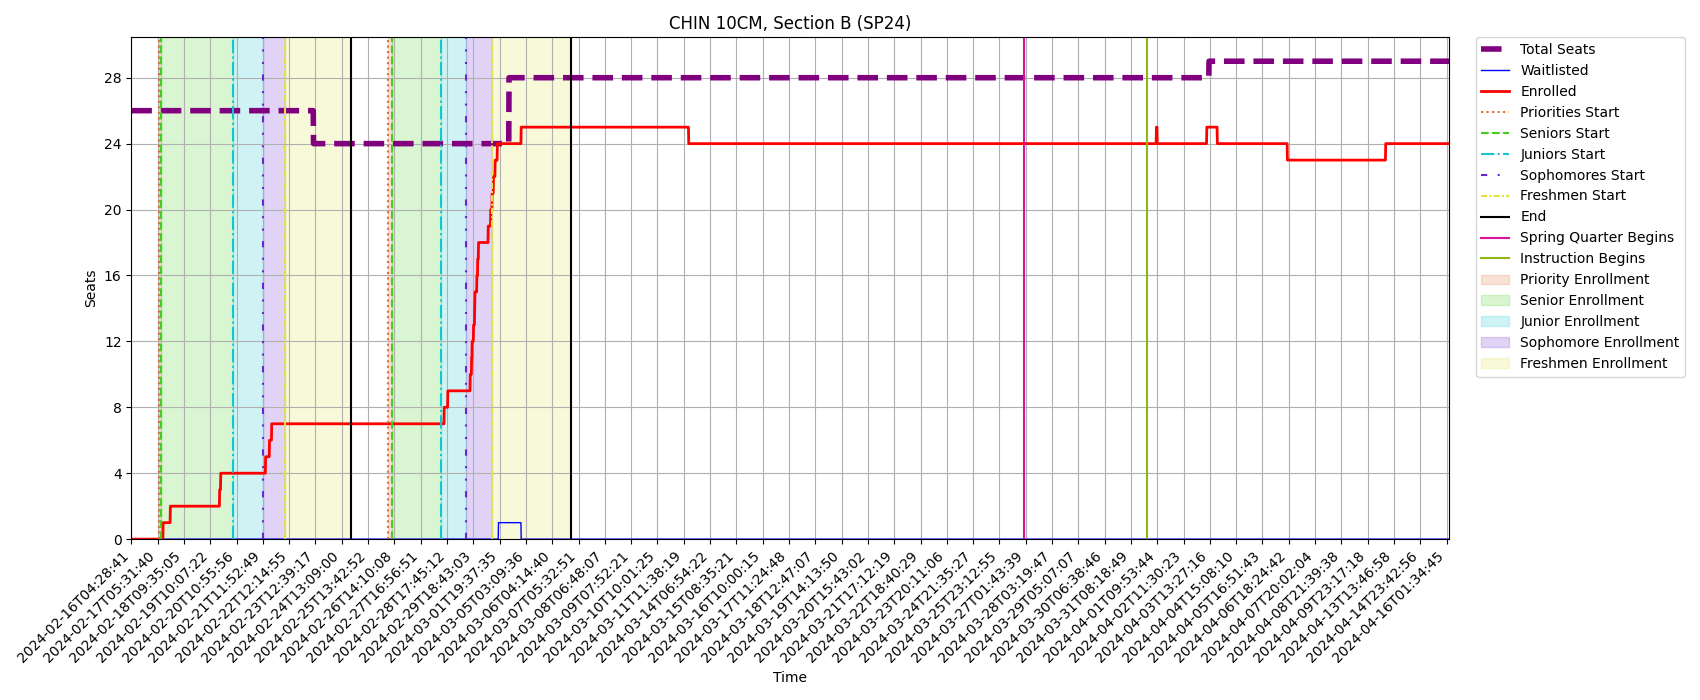 CHIN 10CM, Section B (SP24)
Seats
28
24
20
16
12
8
4
0
2024-02-16T04:28:41
2024-02-17T05:31:40
2024-02-18T09:35:05
2024-02-19T10:07:22
2024-02-20T10:55:56
2024-02-21T11:52:49
2024-02-22T12:14:55
2024-02-23T12:39:17
2024-02-24T13:09:00
2024-02-25T13:42:52
2024-02-26T14:10:08
2024-02-27T16:56:51
2024-02-28T17:45:12
2024-02-29T18:43:03
2024-03-01T19:37:35
2024-03-05T03:09:36
2024-03-06T04:14:40
2024-03-07T05:32:51
2024-03-08T06:48:07
2024-03-09T07:52:21
2024-03-10T10:01:25
2024-03-11T11:38:19
2024-03-14T06:54:22
2024-03-15T08:35:21
2024-03-16T10:00:15
2024-03-17T11:24:48
2024-03-18T12:47:07
2024-03-19T14:13:50
2024-03-20T15:43:02
2024-03-21T17:12:19
2024-03-22T18:40:29
2024-03-23T20:11:06
2024-03-24T21:35:27
2024-03-25T23:12:55
2024-03-27T01:43:39
2024-03-28T03:19:47
2024-03-29T05:07:07
2024-03-30T06:38:46
2024-03-31T08:18:49
2024-04-01T09:53:44
2024-04-02T11:30:23
2024-04-03T13:27:16
2024-04-04T15:08:10
2024-04-05T16:51:43
2024-04-06T18:24:42
2024-04-07T20:02:04
2024-04-08T21:39:38
2024-04-09T23:17:18
2024-04-13T13:46:58
2024-04-14T23:42:56
2024-04-16T01:34:45
Time
Total Seats
Waitlisted
Enrolled
Priorities Start
Seniors Start
Juniors Start
Sophomores Start
Freshmen Start
End
Spring Quarter Begins
Instruction Begins
Priority Enrollment
Senior Enrollment
Junior Enrollment
Sophomore Enrollment
Freshmen Enrollment